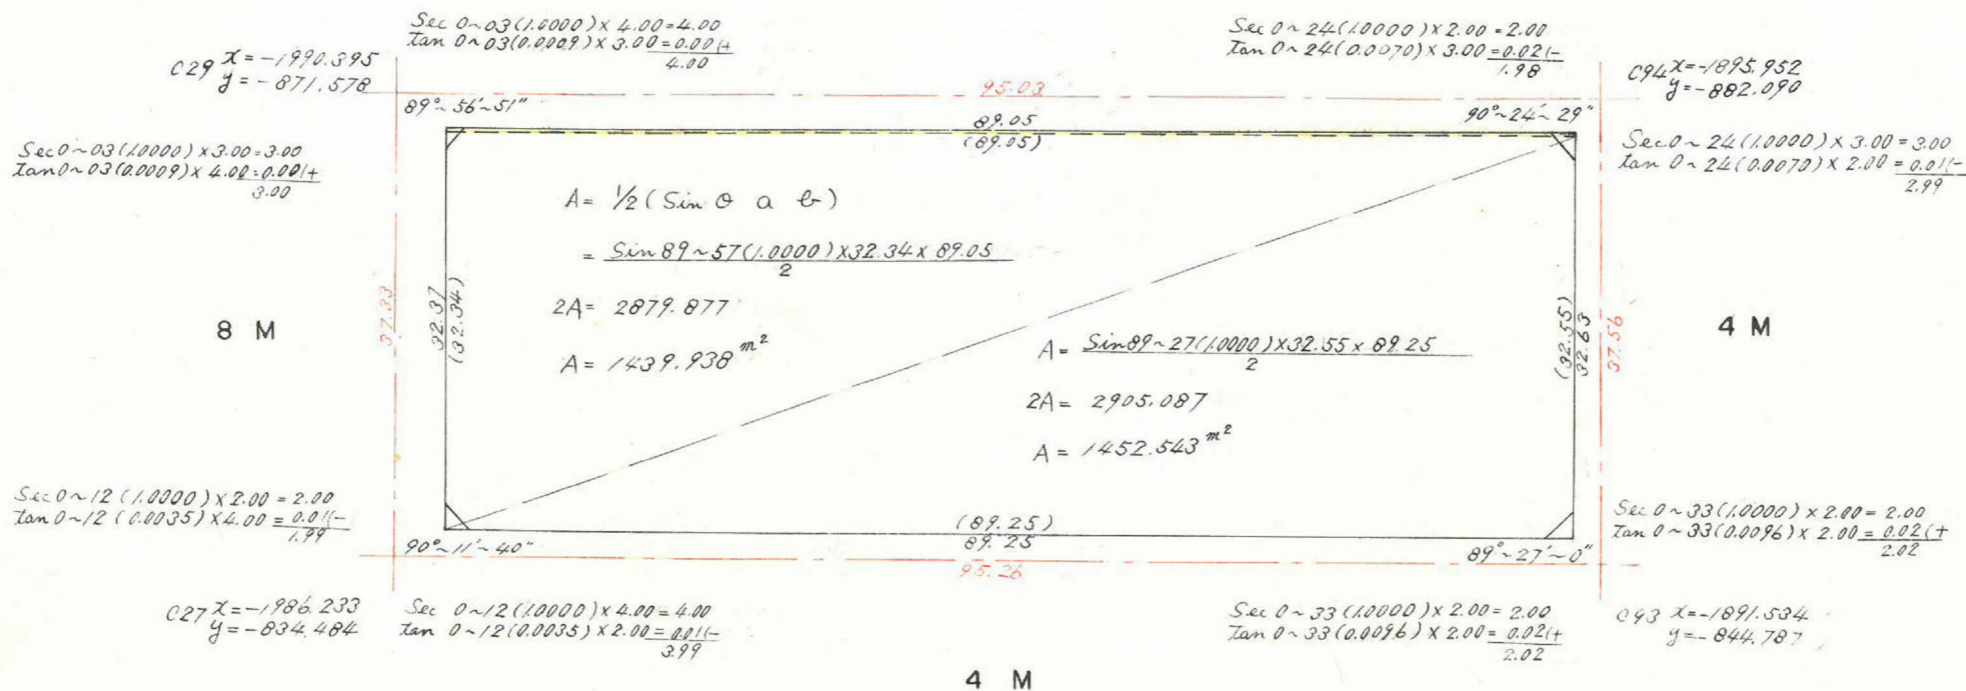 Sec 0~03(1.0000)×4.00=4.00
tan 0~03(0.0009)×3.00=0.00(+
4.00
Sec 0~24(1.0000)×2.00=2.00
tan 0~24(0.0070)×3.00=0.02(-
1.98
C29 x=-1990.395
y=-871.578
C94 x=-1895.952
y=-882.090
95.03
89°~56'~51"
89.05
(89.05)
90°~24'~29"
Sec 0~03(1.0000)×3.00=3.00
tan 0~03(0.0009)×4.00=0.00(+
3.00
Sec 0~24(1.0000)×3.00=3.00
tan 0~24(0.0070)×2.00=0.01(-
2.99
A= 1/2(Sin θ a b)
= Sin 89~57(1.0000)×32.34×89.05
2
2A= 2879.877
A= 1439.938 m²
8 M
37.33
32.37
(32.34)
A= Sin89~27(1.0000)×32.55×89.25
2
2A= 2905.087
A= 1452.543 m²
(32.55)
32.63
37.56
4 M
Sec 0~12(1.0000)×2.00=2.00
tan 0~12(0.0035)×4.00=0.01(-
1.99
Sec 0~33(1.0000)×2.00=2.00
tan 0~33(0.0096)×2.00=0.02(+
2.02
90°~11'~40"
(89.25)
89.25
89°~27'~0"
95.26
C27 x=-1986.233
y=-834.484
Sec 0~12(1.0000)×4.00=4.00
tan 0~12(0.0035)×2.00=0.01(-
3.99
Sec 0~33(1.0000)×2.00=2.00
tan 0~33(0.0096)×2.00=0.02(+
2.02
C93 x=-1891.534
y=-844.787
4 M